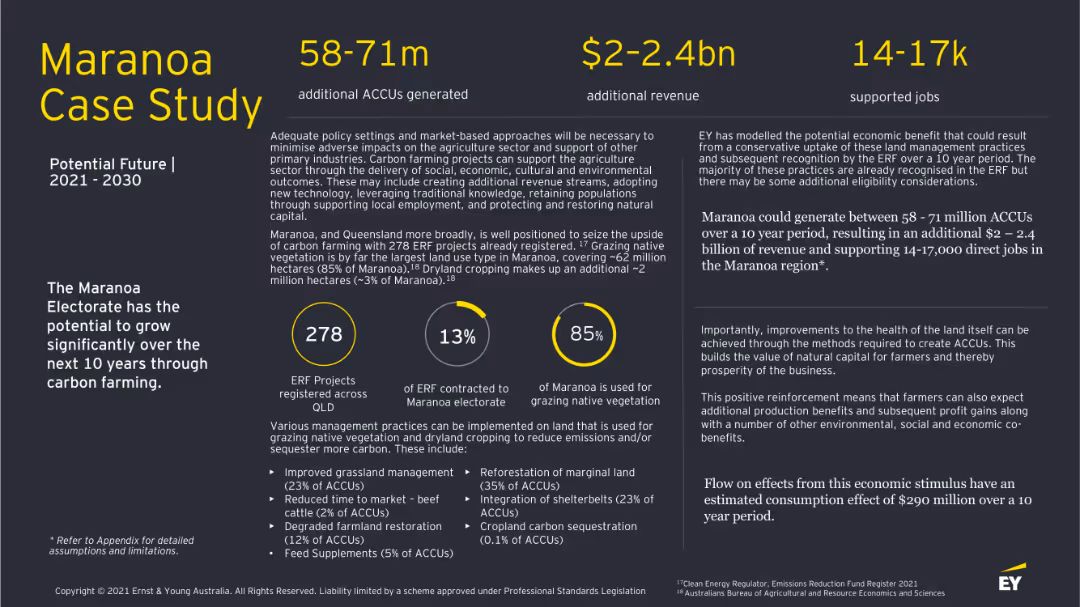 Maranoa
Case Study
58-71m
additional ACCUs generated
$2–2.4bn
additional revenue
14-17k
supported jobs
Potential Future |
2021 - 2030
The Maranoa
Electorate has the
potential to grow
significantly over the
next 10 years through
carbon farming.
* Refer to Appendix for detailed
assumptions and limitations.
Adequate policy settings and market-based approaches will be necessary to
minimise adverse impacts on the agriculture sector and support of other
primary industries. Carbon farming projects can support the agriculture
sector through the delivery of social, economic, cultural and environmental
outcomes. These may include creating additional revenue streams, adopting
new technology, leveraging traditional knowledge, retaining populations
through supporting local employment, and protecting and restoring natural
capital.
Maranoa, and Queensland more broadly, is well positioned to seize the upside
of carbon farming with 278 ERF projects already registered. 17 Grazing native
vegetation is by far the largest land use type in Maranoa, covering ~62 million
hectares (85% of Maranoa).18 Dryland cropping makes up an additional ~2
million hectares (~3% of Maranoa).18
278
ERF Projects
registered across
QLD
13%
of ERF contracted to
Maranoa electorate
85%
of Maranoa is used for
grazing native vegetation
Various management practices can be implemented on land that is used for
grazing native vegetation and dryland cropping to reduce emissions and/or
sequester more carbon. These include:
‣ Improved grassland management
(23% of ACCUs)
‣ Reduced time to market – beef
cattle (2% of ACCUs)
‣ Degraded farmland restoration
(12% of ACCUs)
• Feed Supplements (5% of ACCUs)
‣ Reforestation of marginal land
(35% of ACCUs)
‣ Integration of shelterbelts (23% of
ACCUs)
‣ Cropland carbon sequestration
(0.1% of ACCUs)
EY has modelled the potential economic benefit that could result
from a conservative uptake of these land management practices
and subsequent recognition by the ERF over a 10 year period. The
majority of these practices are already recognised in the ERF but
there may be some additional eligibility considerations.
Maranoa could generate between 58 - 71 million ACCUs
over a 10 year period, resulting in an additional $2 – 2.4
billion of revenue and supporting 14-17,000 direct jobs in
the Maranoa region*.
Importantly, improvements to the health of the land itself can be
achieved through the methods required to create ACCUs. This
builds the value of natural capital for farmers and thereby
prosperity of the business.
This positive reinforcement means that farmers can also expect
additional production benefits and subsequent profit gains along
with a number of other environmental, social and economic co-
benefits.
Flow on effects from this economic stimulus have an
estimated consumption effect of $290 million over a 10
year period.
Copyright © 2021 Ernst & Young Australia. All Rights Reserved. Liability limited by a scheme approved under Professional Standards Legislation
17Clean Energy Regulator, Emissions Reduction Fund Register 2021
18 Australians Bureau of Agricultural and Resource Economics and Sciences
EY